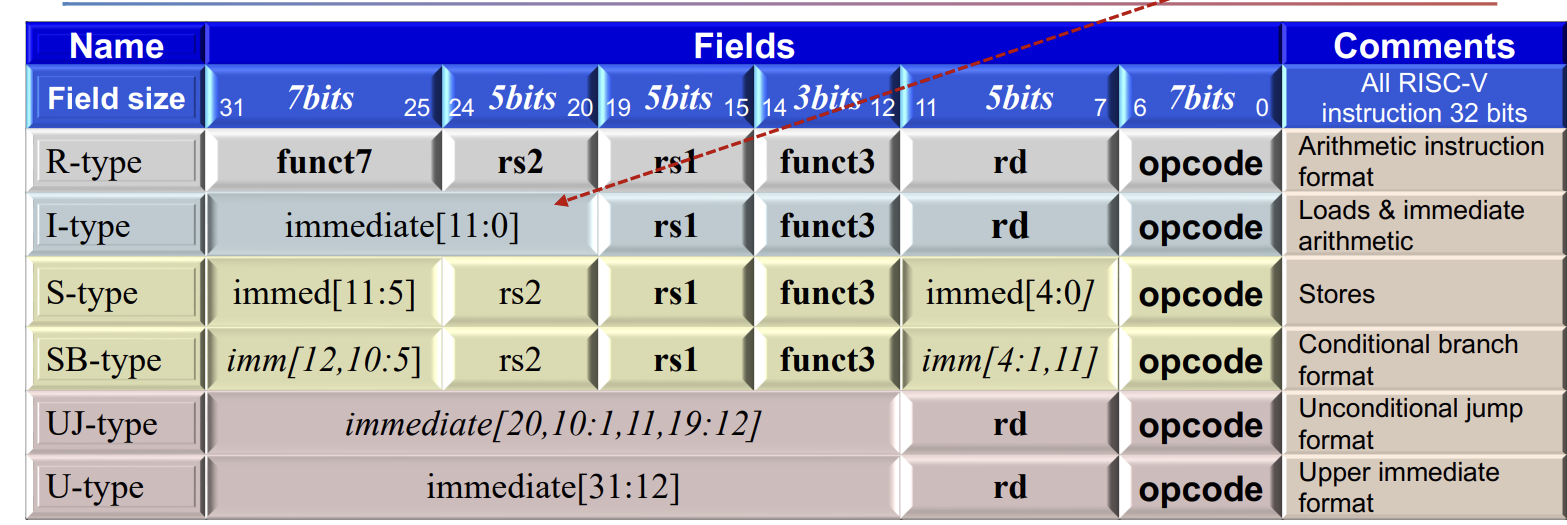 Name Fields Comments
Field size 31 7bits 25 24 5bits 20 19 5bits 15 14 3bits 12 11 5bits 7 6 7bits 0 All RISC-V
instruction 32 bits
R-type funct7 rs2 rs1 funct3 rd opcode Arithmetic instruction
format
I-type immediate[11:0] rs1 funct3 rd opcode Loads & immediate
arithmetic
S-type immed[11:5] rs2 rs1 funct3 immed[4:0] opcode Stores
SB-type imm[12,10:5] rs2 rs1 funct3 imm[4:1,11] opcode Conditional branch
format
UJ-type immediate[20,10:1,11,19:12] rd opcode Unconditional jump
format
U-type immediate[31:12] rd opcode Upper immediate
format